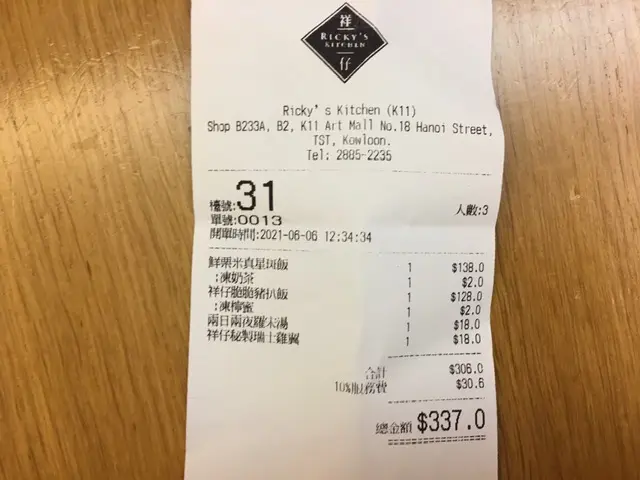 祥
RICKY'S
KITCHEN
仔
Ricky's Kitchen (K11)
Shop B233A, B2, K11 Art Mall No.18 Hanoi Street,
TST, Kowloon.
Tel: 2885-2235
檯號:31 人數:3
單號:0013
開單時間:2021-06-06 12:34:34
鮮栗米真星斑飯 1 $138.0
:凍奶茶 1 $2.0
祥仔脆脆豬扒飯 1 $128.0
:凍檸蜜 1 $2.0
兩日兩夜羅宋湯 1 $18.0
祥仔秘製瑞士雞翼 1 $18.0
合計 $306.0
10%服務費 $30.6
總金額 $337.0